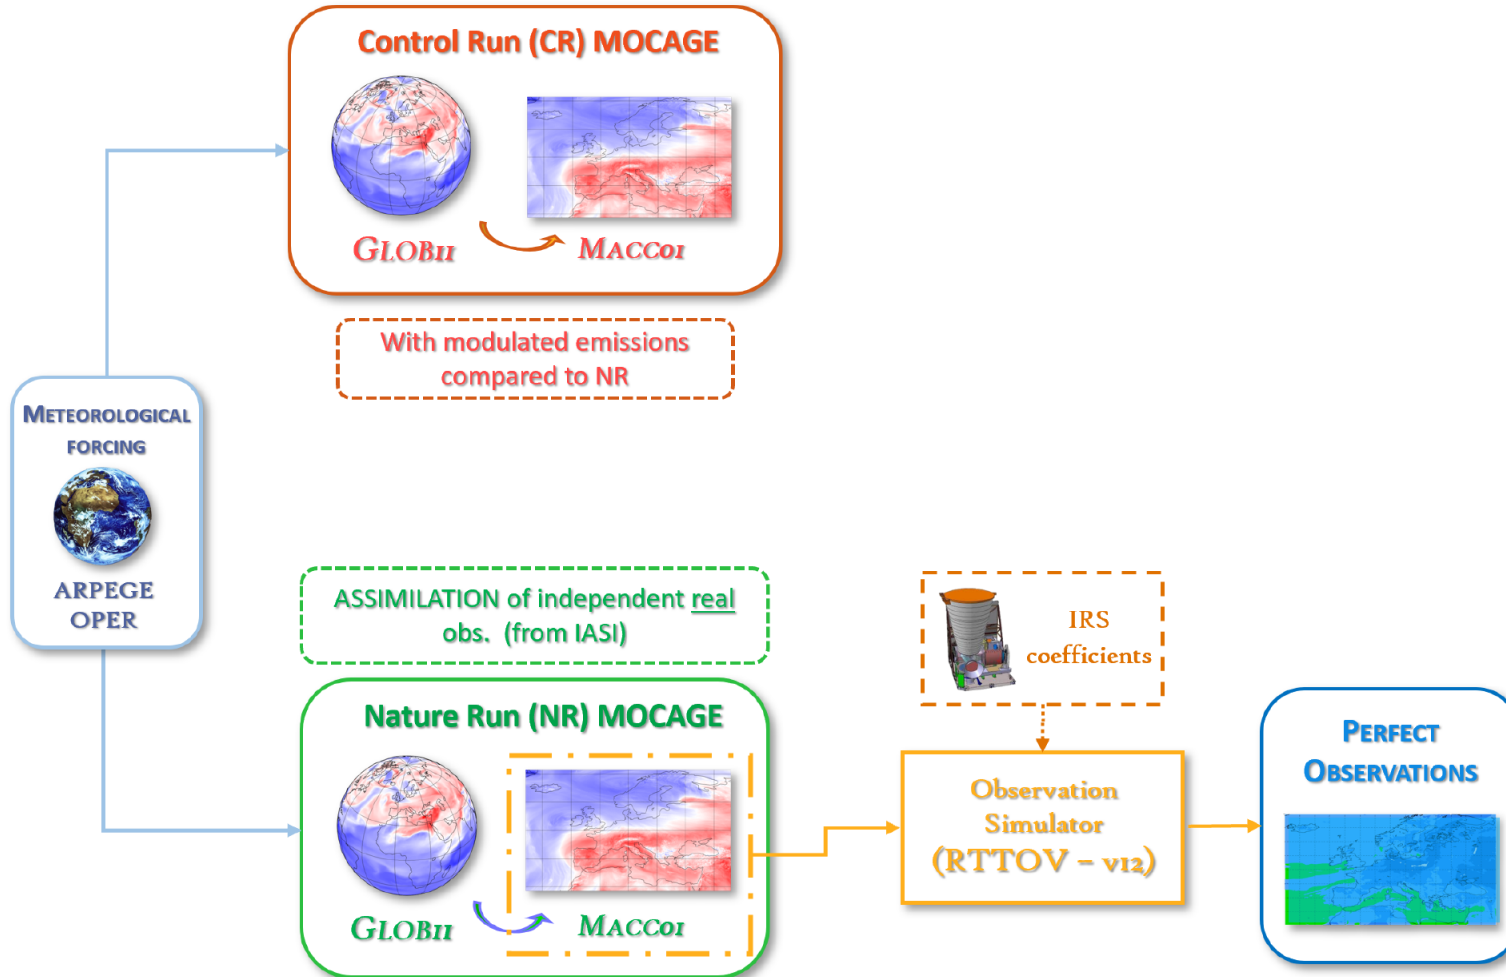 Control Run (CR) MOCAGE
GLOB11
MACC01
With modulated emissions
compared to NR
METEOROLOGICAL
FORCING
ARPEGE
OPER
ASSIMILATION of independent real
obs. (from IASI)
Nature Run (NR) MOCAGE
GLOB11
MACC01
IRS
coefficients
Observation
Simulator
(RTTOV – v12)
PERFECT
OBSERVATIONS